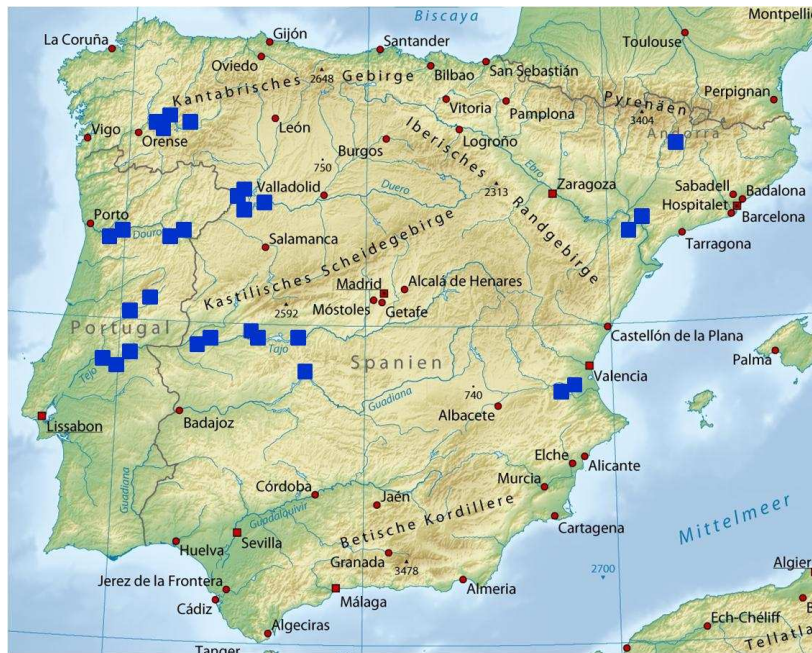 Biscaya
Montpelli
La Coruña
Gijón
Oviedo
Santander
Toulouse
Kantabrisches Gebirge
2648
Bilbao
San Sebastián
Vitoria
Pamplona
Pyrenäen
3404
Perpignan
Andorra
Vigo
Orense
León
Burgos
Logroño
Iberisches Randgebirge
750
Valladolid
Duero
2313
Ebro
Zaragoza
Sabadell
Badalona
Hospitalet
Barcelona
Tarragona
Porto
Douro
Salamanca
Kastilisches Scheidegebirge
Madrid
Alcalá de Henares
2592
Móstoles
Getafe
Portugal
Tajo
Spanien
Castellón de la Plana
Palma
Tejo
Valencia
Guadiana
740
Albacete
Lissabon
Badajoz
Elche
Alicante
Murcia
Guadiana
Córdoba
Jaén
Guadalquivir
Betische Kordillere
Cartagena
Mittelmeer
Huelva
Sevilla
Granada
3478
2700
Algier
Jerez de la Frontera
Almeria
Cádiz
Málaga
Ech-Chéliff
Algeciras
Tellatla
Tanger